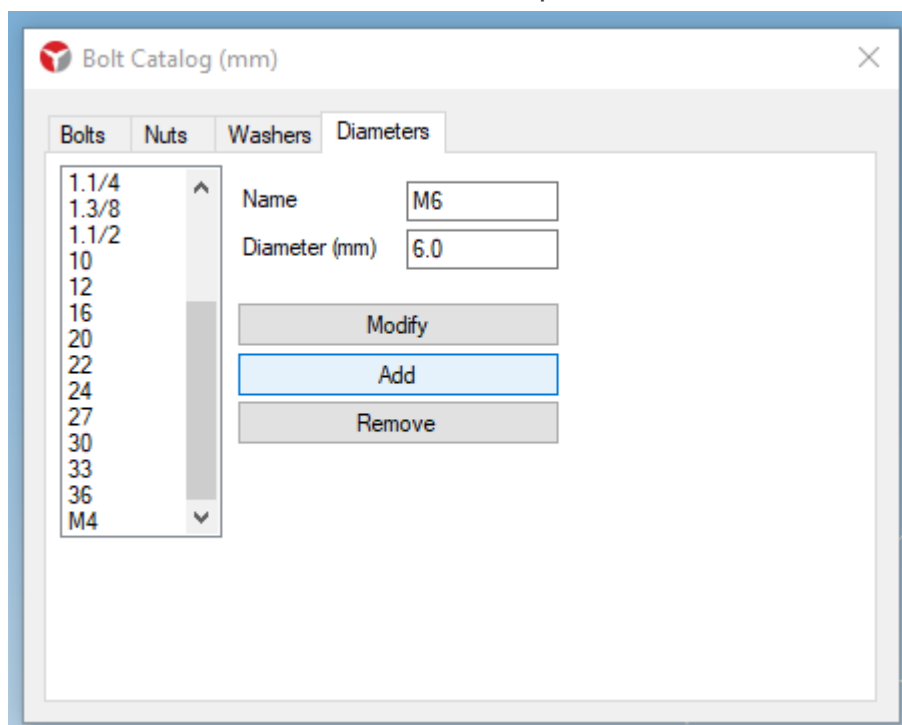 Bolt Catalog (mm)
Bolts Nuts Washers Diameters
1.1/4
1.3/8
1.1/2
10
12
16
20
22
24
27
30
33
36
M4
Name M6
Diameter (mm) 6.0
Modify
Add
Remove